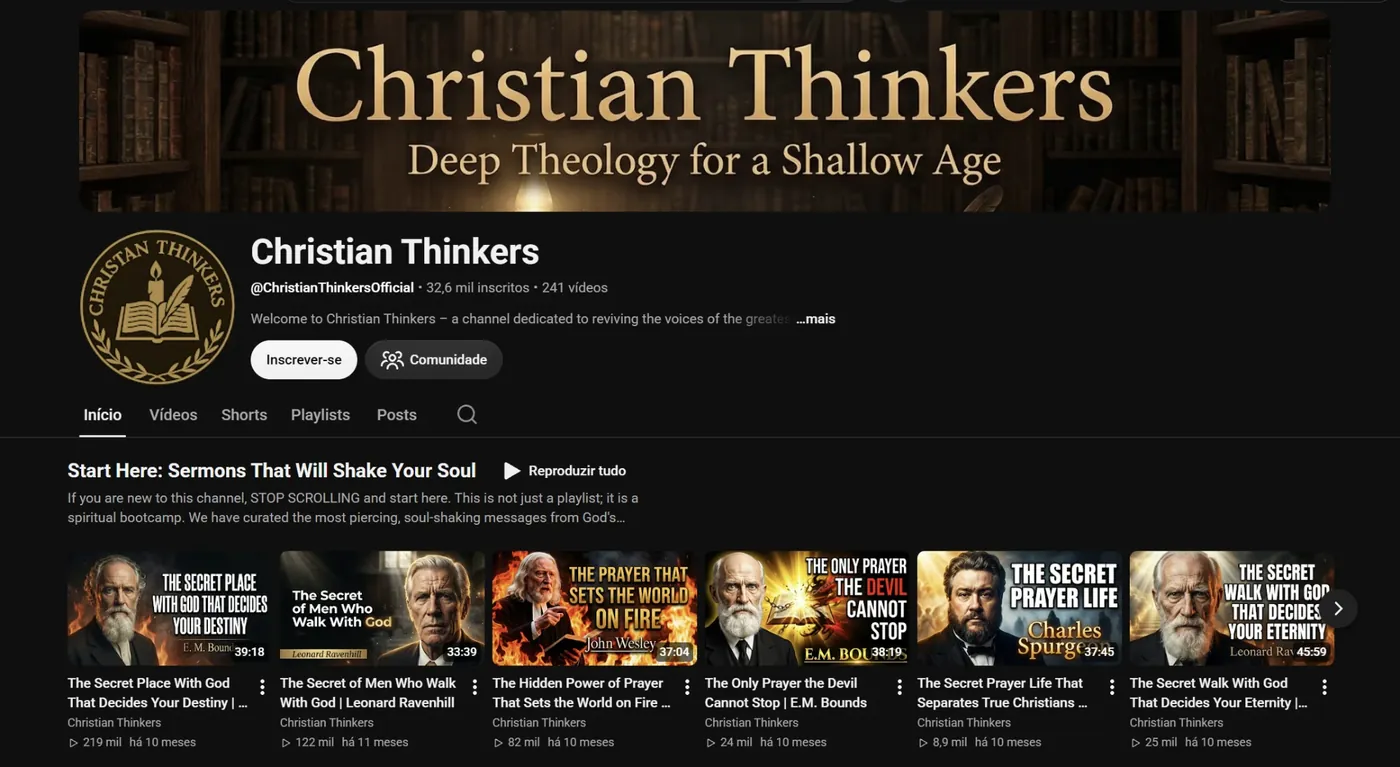 Christian Thinkers
Deep Theology for a Shallow Age
CHRISTAN THINKERS
Christian Thinkers
@ChristianThinkersOfficial • 32,6 mil inscritos • 241 vídeos
Welcome to Christian Thinkers – a channel dedicated to reviving the voices of the greates ...mais
Inscrever-se
Comunidade
Início Vídeos Shorts Playlists Posts
Start Here: Sermons That Will Shake Your Soul
Reproduzir tudo
If you are new to this channel, STOP SCROLLING and start here. This is not just a playlist; it is a
spiritual bootcamp. We have curated the most piercing, soul-shaking messages from God's...
THE SECRET PLACE
WITH GOD THAT DECIDES
YOUR DESTINY
E.M. Boun
39:18
The Secret Place With God
That Decides Your Destiny | ...
Christian Thinkers
219 mil há 10 meses
The Secret
of Men Who
Walk With God
Leonard Ravenhill
33:39
The Secret of Men Who Walk
With God | Leonard Ravenhill
Christian Thinkers
122 mil há 11 meses
THE PRAYER THAT
SETS THE WORLD
ON FIRE
John Wesley
37:04
The Hidden Power of Prayer
That Sets the World on Fire ...
Christian Thinkers
82 mil há 10 meses
THE ONLY PRAYER
THE DEVIL
CANNOT
STOP
E.M. BOUNDS
38:19
The Only Prayer the Devil
Cannot Stop | E.M. Bounds
Christian Thinkers
24 mil há 10 meses
THE SECRET
PRAYER LIFE
Charles
Spurge
37:45
The Secret Prayer Life That
Separates True Christians ...
Christian Thinkers
8,9 mil há 10 meses
THE SECRET
WALK WITH GOD
THAT DECIDES
YOUR ETERNITY
Leonard Rav
45:59
The Secret Walk With God
That Decides Your Eternity |...
Christian Thinkers
25 mil há 10 meses